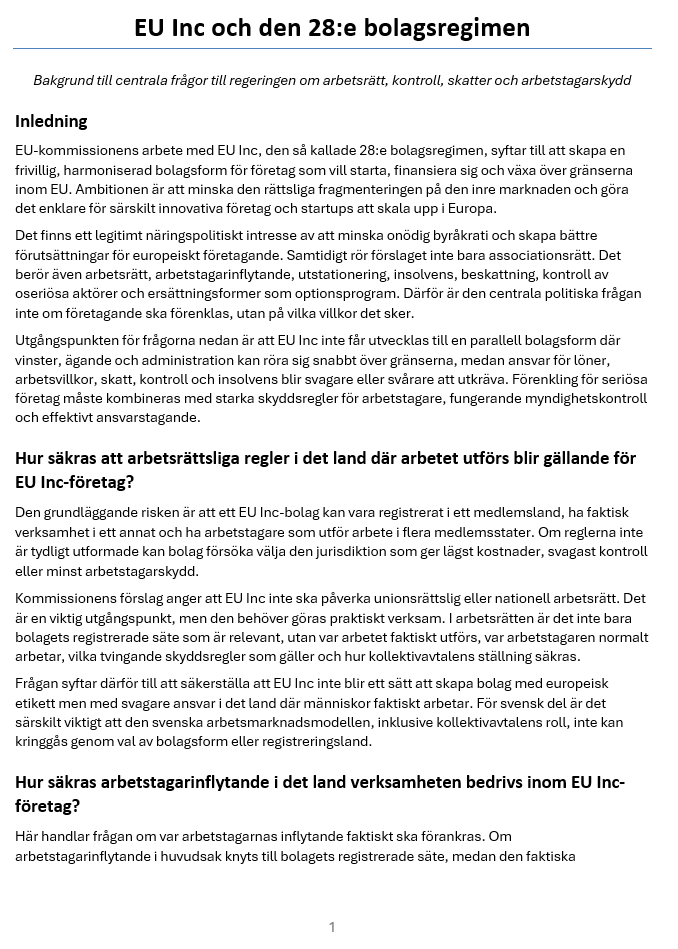 EU Inc och den 28:e bolagsregimen
Bakgrund till centrala frågor till regeringen om arbetsrätt, kontroll, skatter och arbetstagarskydd
Inledning
EU-kommissionens arbete med EU Inc, den så kallade 28:e bolagsregimen, syftar till att skapa en
frivillig, harmoniserad bolagsform för företag som vill starta, finansiera sig och växa över gränserna
inom EU. Ambitionen är att minska den rättsliga fragmenteringen på den inre marknaden och göra
det enklare för särskilt innovativa företag och startups att skala upp i Europa.
Det finns ett legitimt näringspolitiskt intresse av att minska onödig byråkrati och skapa bättre
förutsättningar för europeiskt företagande. Samtidigt rör förslaget inte bara associationsrätt. Det
berör även arbetsrätt, arbetstagarinflytande, utstationering, insolvens, beskattning, kontroll av
oseriösa aktörer och ersättningsformer som optionsprogram. Därför är den centrala politiska frågan
inte om företagande ska förenklas, utan på vilka villkor det sker.
Utgångspunkten för frågorna nedan är att EU Inc inte får utvecklas till en parallell bolagsform där
vinster, ägande och administration kan röra sig snabbt över gränserna, medan ansvar för löner,
arbetsvillkor, skatt, kontroll och insolvens blir svagare eller svårare att utkräva. Förenkling för seriösa
företag måste kombineras med starka skyddsregler för arbetstagare, fungerande myndighetskontroll
och effektivt ansvarstagande.
Hur säkras att arbetsrättsliga regler i det land där arbetet utförs blir gällande för
EU Inc-företag?
Den grundläggande risken är att ett EU Inc-bolag kan vara registrerat i ett medlemsland, ha faktisk
verksamhet i ett annat och ha arbetstagare som utför arbete i flera medlemsstater. Om reglerna inte
är tydligt utformade kan bolag försöka välja den jurisdiktion som ger lägst kostnader, svagast kontroll
eller minst arbetstagarskydd.
Kommissionens förslag anger att EU Inc inte ska påverka unionsrättslig eller nationell arbetsrätt. Det
är en viktig utgångspunkt, men den behöver göras praktiskt verksam. I arbetsrätten är det inte bara
bolagets registrerade säte som är relevant, utan var arbetet faktiskt utförs, var arbetstagaren normalt
arbetar, vilka tvingande skyddsregler som gäller och hur kollektivavtalens ställning säkras.
Frågan syftar därför till att säkerställa att EU Inc inte blir ett sätt att skapa bolag med europeisk
etikett men med svagare ansvar i det land där människor faktiskt arbetar. För svensk del är det
särskilt viktigt att den svenska arbetsmarknadsmodellen, inklusive kollektivavtalens roll, inte kan
kringgås genom val av bolagsform eller registreringsland.
Hur säkras arbetstagarinflytande i det land verksamheten bedrivs inom EU Inc-
företag?
Här handlar frågan om var arbetstagarnas inflytande faktiskt ska förankras. Om
arbetstagarinflytande i huvudsak knyts till bolagets registrerade säte, medan den faktiska
1